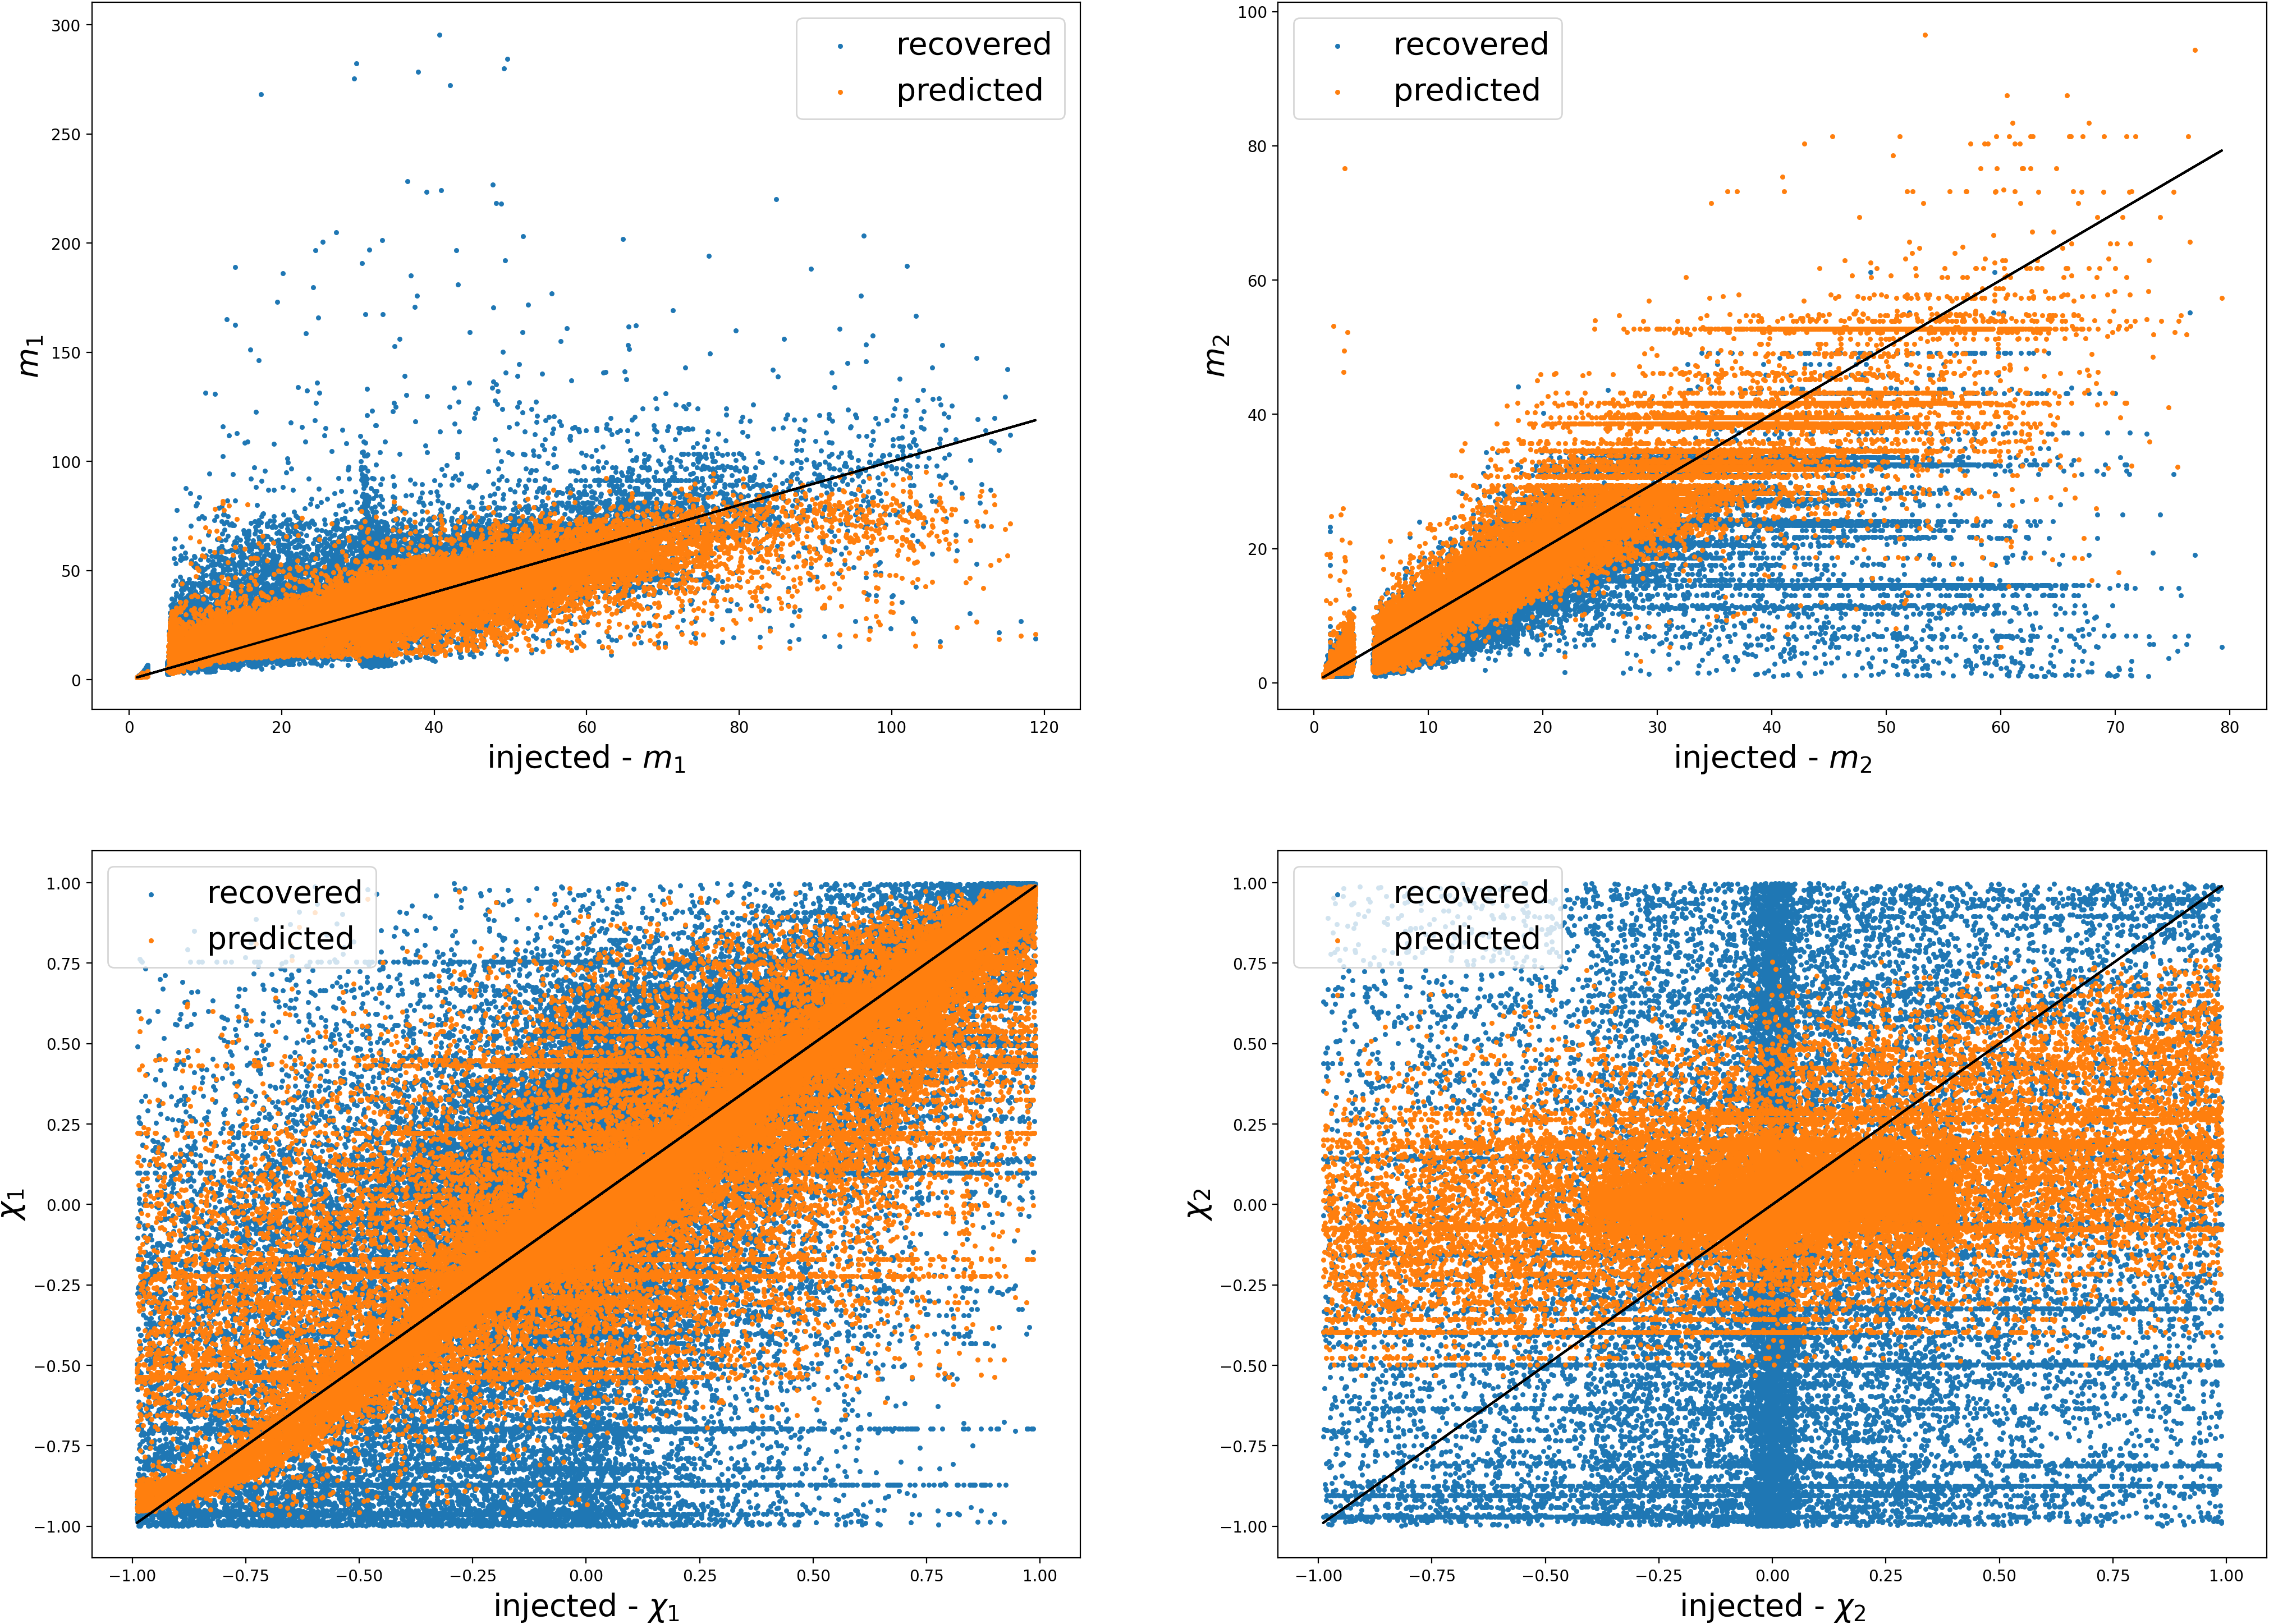 300
250
200
150
100
50
0
m₁
recovered
predicted
0 20 40 60 80 100 120
injected - m₁
100
80
60
40
20
0
m₂
recovered
predicted
0 10 20 30 40 50 60 70 80
injected - m₂
1.00
0.75
0.50
0.25
0.00
−0.25
−0.50
−0.75
−1.00
χ₁
recovered
predicted
−1.00 −0.75 −0.50 −0.25 0.00 0.25 0.50 0.75 1.00
injected - χ₁
1.00
0.75
0.50
0.25
0.00
−0.25
−0.50
−0.75
−1.00
χ₂
recovered
predicted
−1.00 −0.75 −0.50 −0.25 0.00 0.25 0.50 0.75 1.00
injected - χ₂